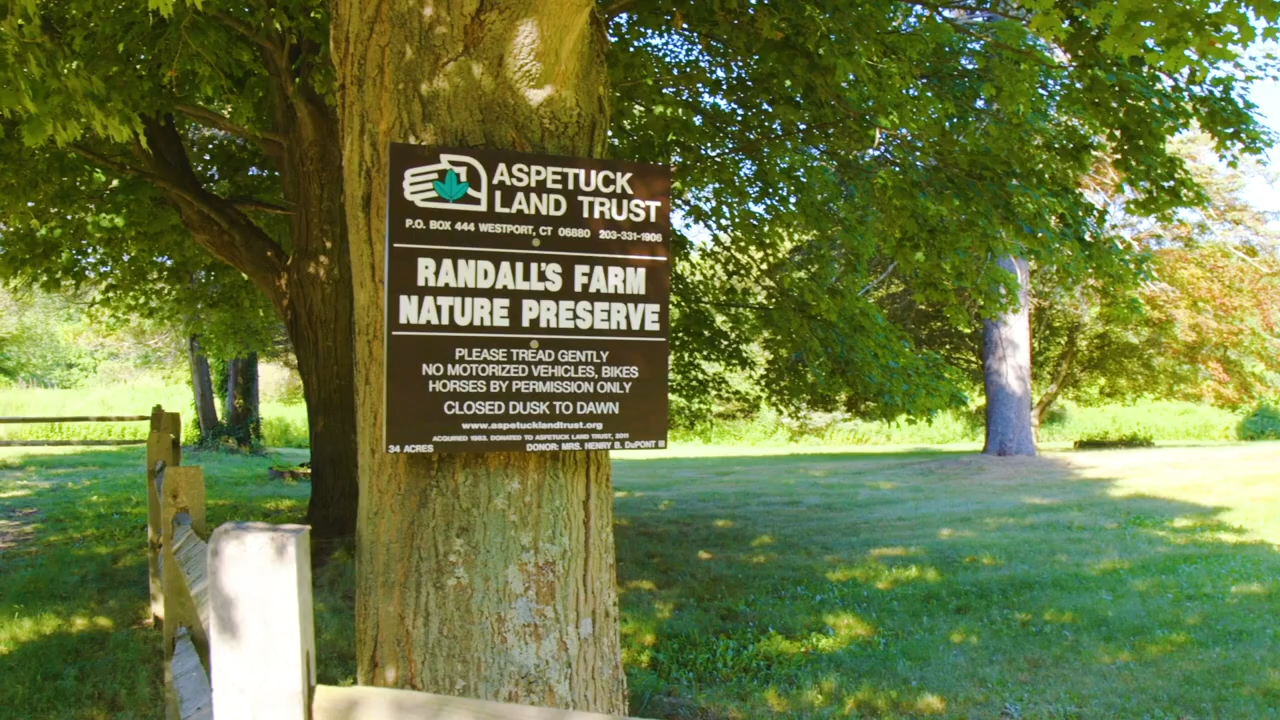 ASPETUCK
LAND TRUST
P.O. BOX 444 WESTPORT, CT 06880 203-331-1906
RANDALL'S FARM
NATURE PRESERVE
PLEASE TREAD GENTLY
NO MOTORIZED VEHICLES, BIKES
HORSES BY PERMISSION ONLY
CLOSED DUSK TO DAWN
www.aspetucklandtrust.org
ACQUIRED 1983. DONATED TO ASPETUCK LAND TRUST, 2011
34 ACRES DONOR: MRS. HENRY B. DuPONT III